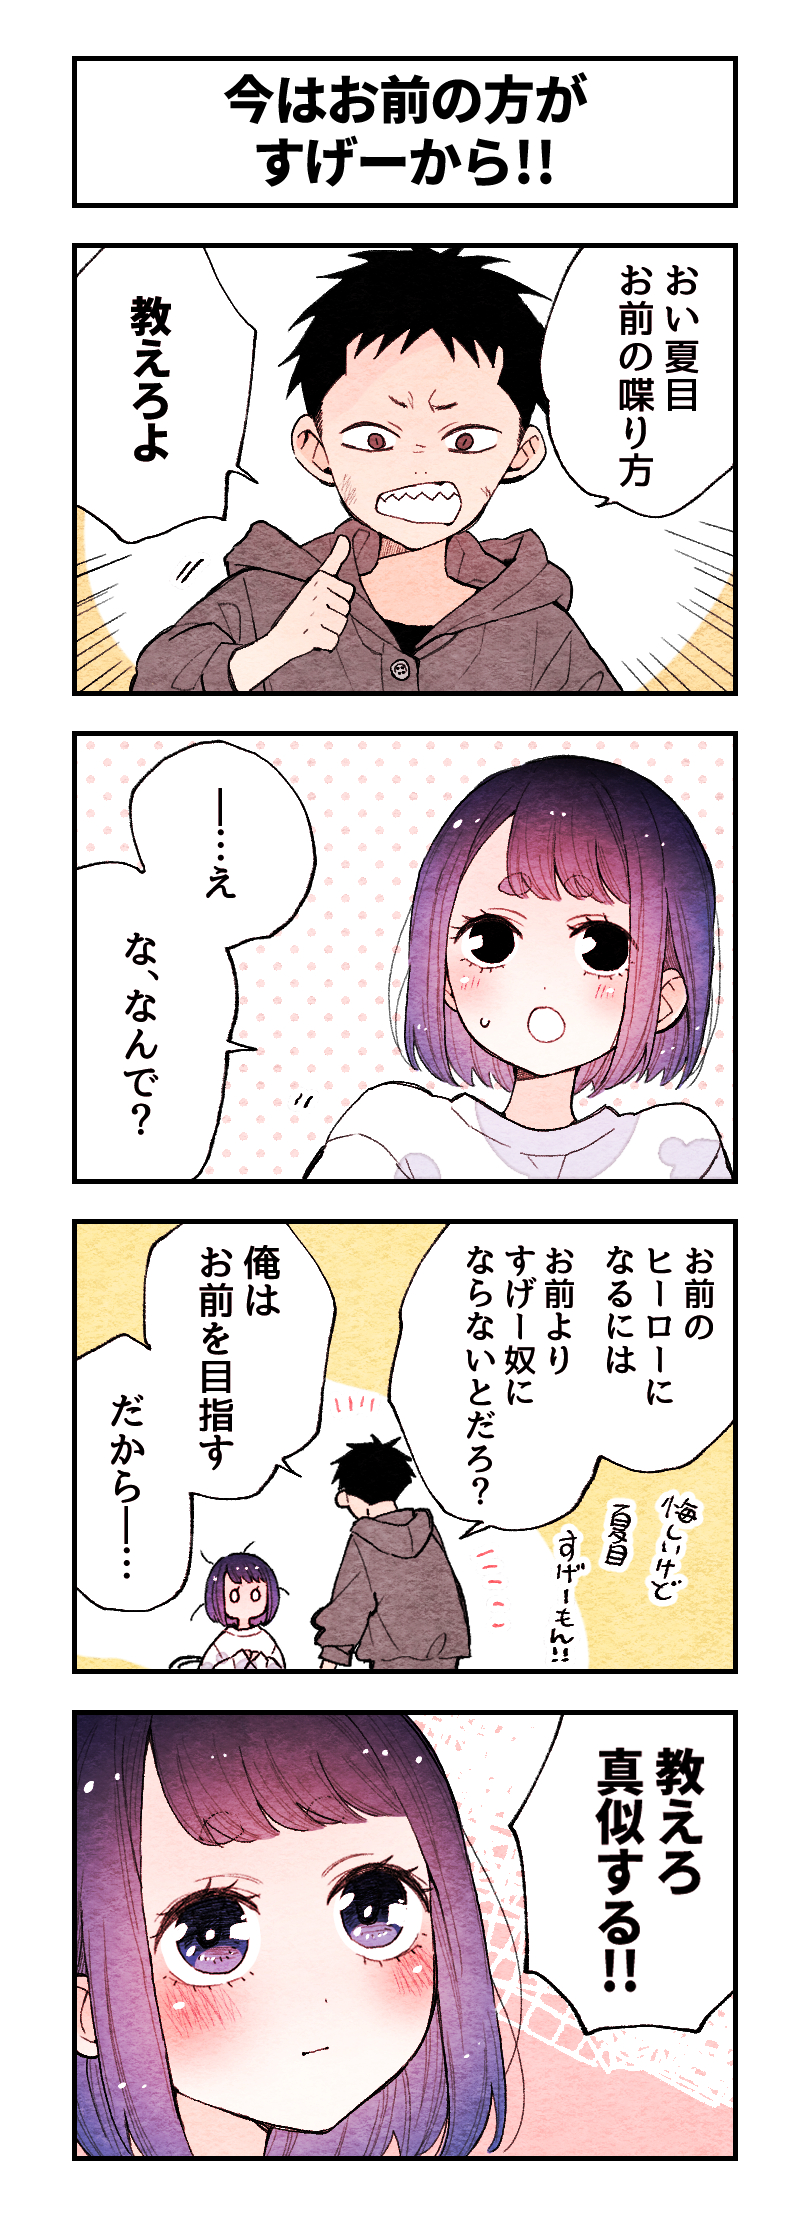 今はお前の方が
すげーから!!
おい夏目
お前の喋り方
教えろよ
―…え
な、なんで?
お前の
ヒーローに
なるには
お前より
すげー奴に
ならないとだろ?
悔しいけど
夏目
すげーもん!!
俺は
お前を目指す
だから―…
教えろ
真似する!!